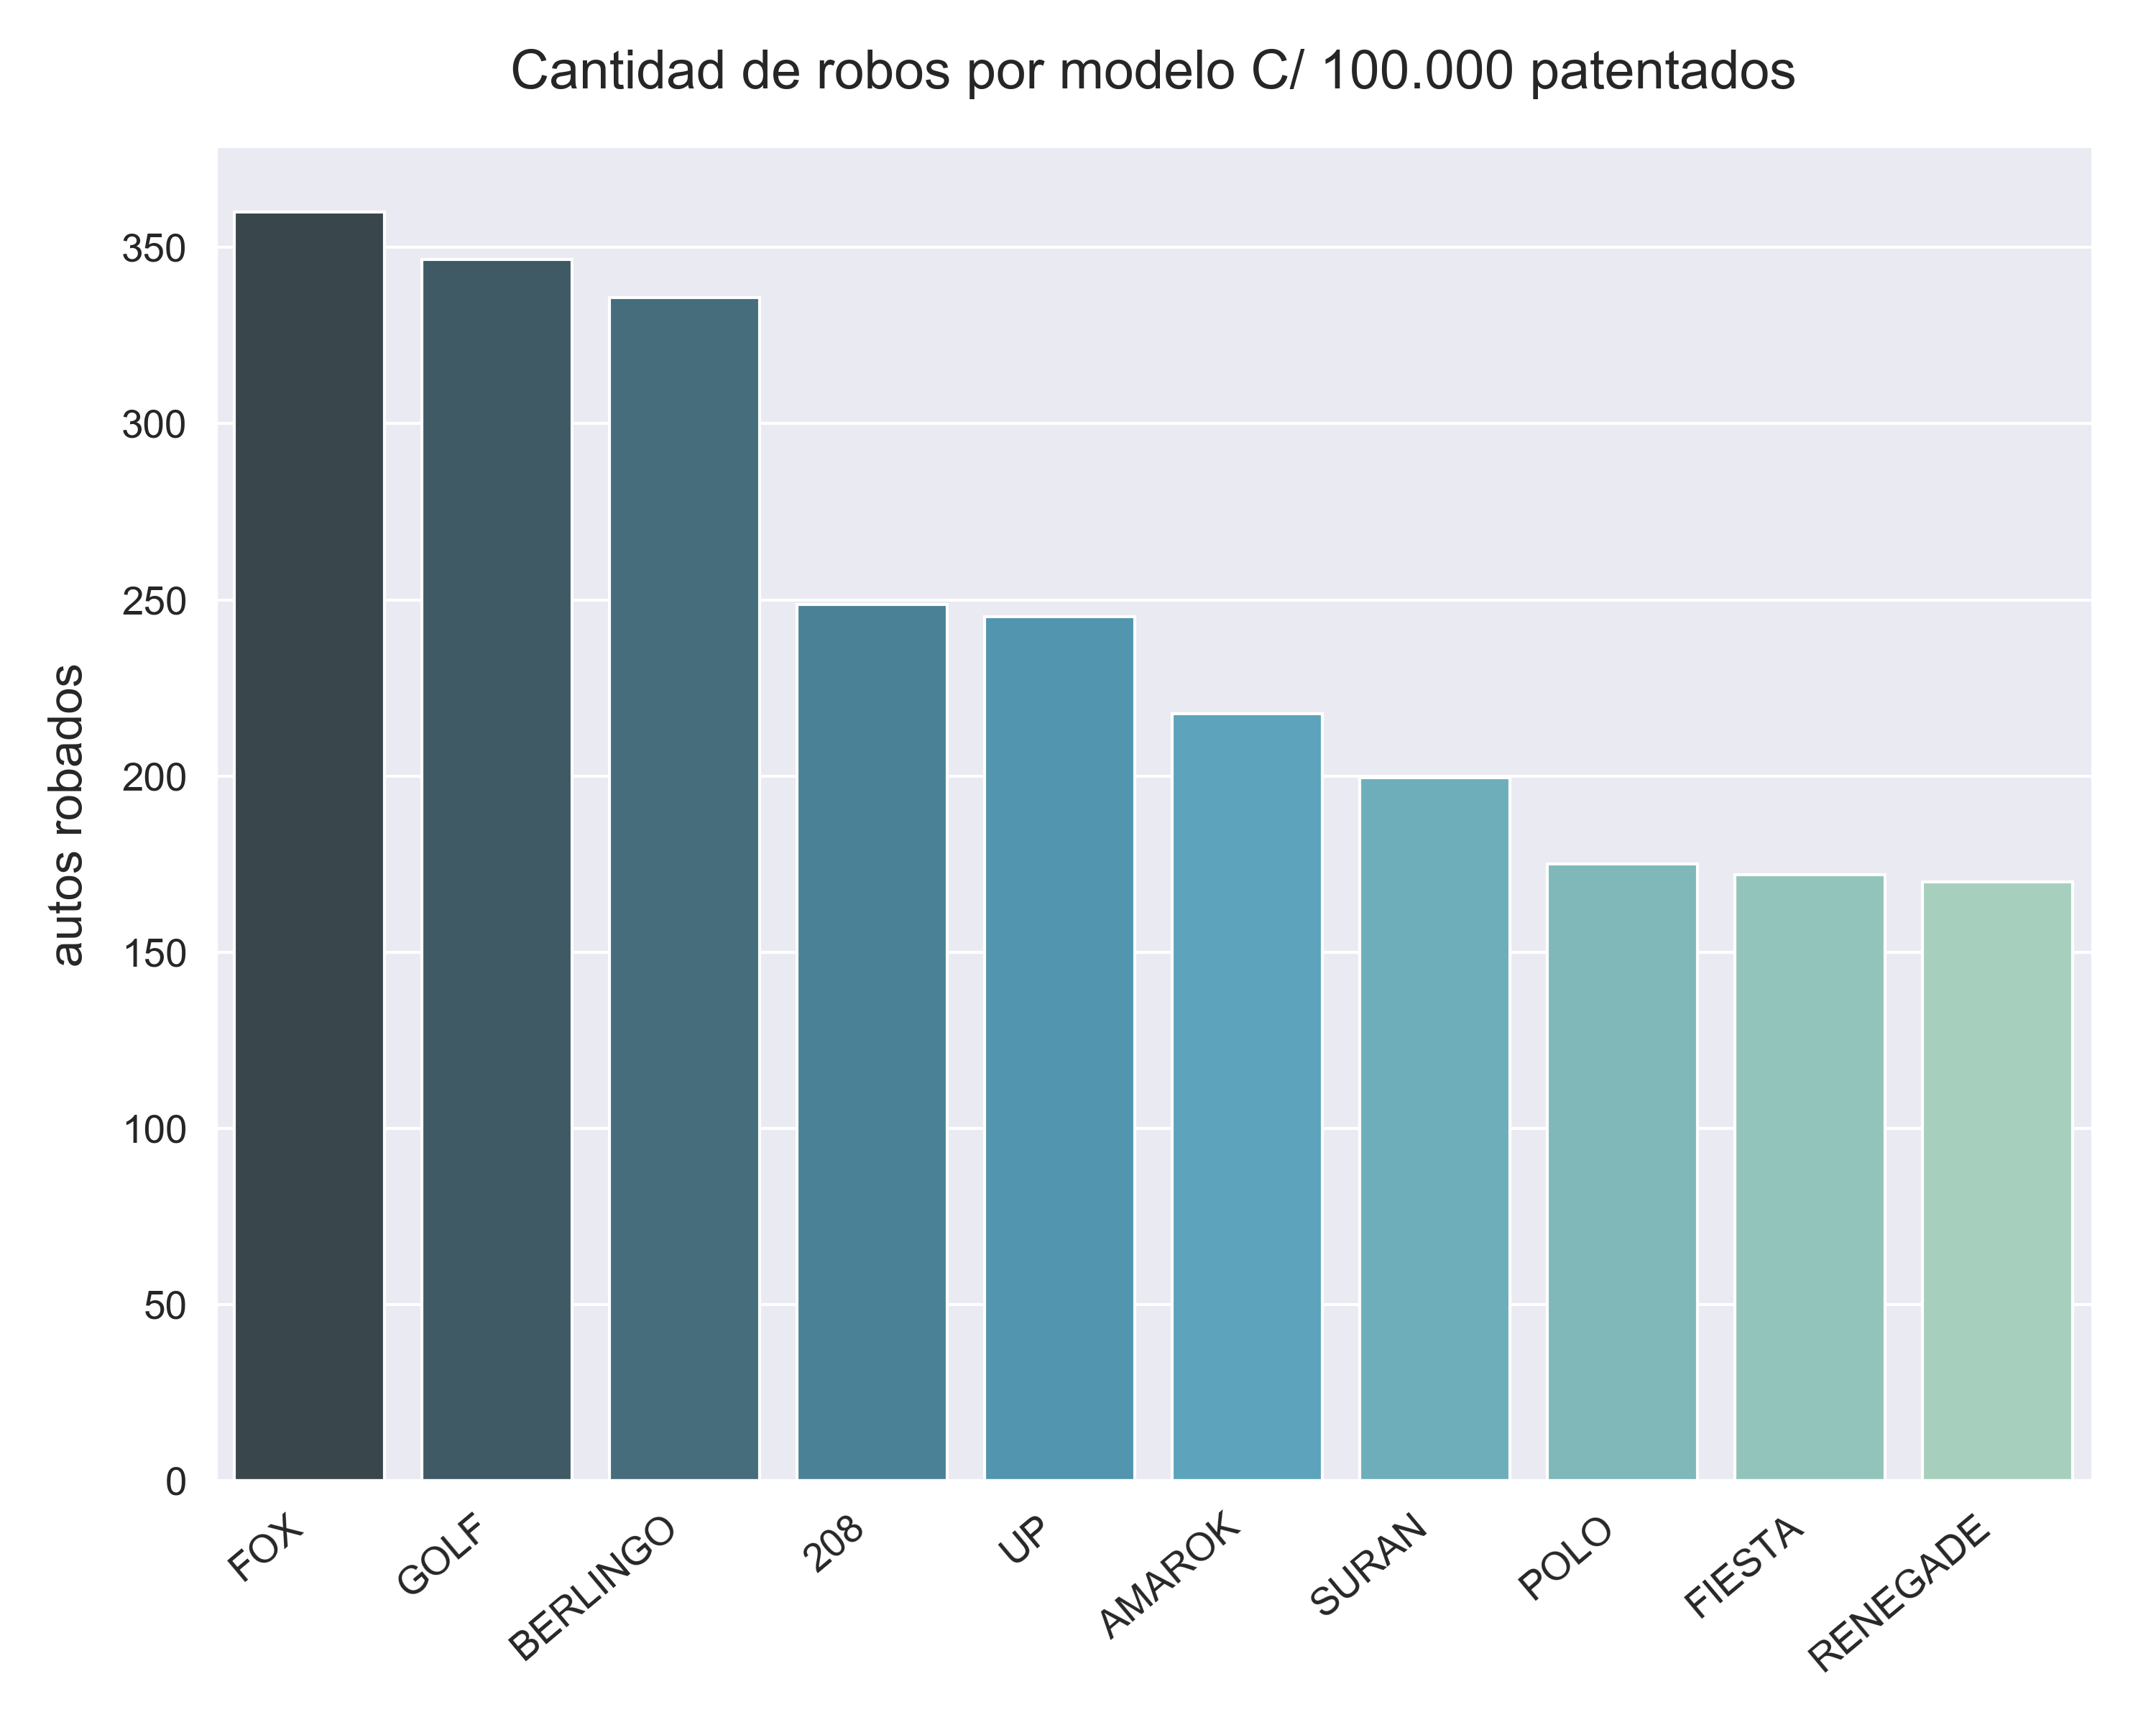 Cantidad de robos por modelo C/ 100.000 patentados
autos robados
350
300
250
200
150
100
50
0
FOX
GOLF
BERLINGO
208
UP
AMAROK
SURAN
POLO
FIESTA
RENEGADE